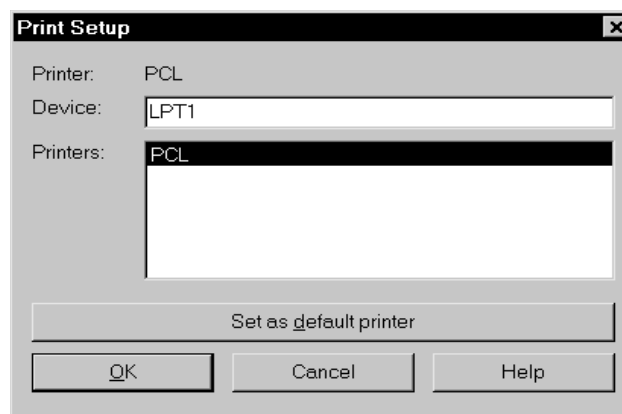 Print Setup
Printer: PCL
Device: LPT1
Printers: PCL
Set as default printer
OK Cancel Help